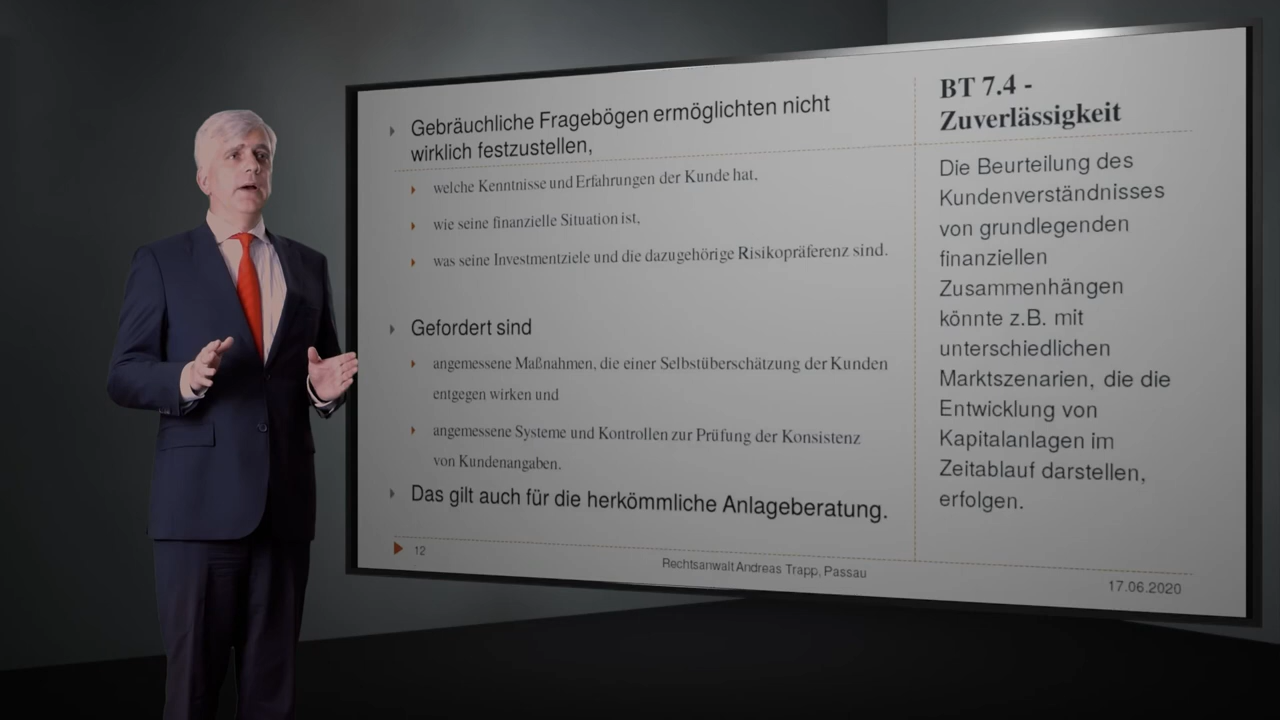 Gebräuchliche Fragebögen ermöglichten nicht
wirklich festzustellen,
welche Kenntnisse und Erfahrungen der Kunde hat,
wie seine finanzielle Situation ist,
was seine Investmentziele und die dazugehörige Risikopräferenz sind.
Gefordert sind
angemessene Maßnahmen, die einer Selbstüberschätzung der Kunden
entgegen wirken und
angemessene Systeme und Kontrollen zur Prüfung der Konsistenz
von Kundenangaben.
Das gilt auch für die herkömmliche Anlageberatung.
BT 7.4 -
Zuverlässigkeit
Die Beurteilung des
Kundenverständnisses
von grundlegenden
finanziellen
Zusammenhängen
könnte z.B. mit
unterschiedlichen
Marktszenarien, die die
Entwicklung von
Kapitalanlagen im
Zeitablauf darstellen,
erfolgen.
12
Rechtsanwalt Andreas Trapp, Passau
17.06.2020